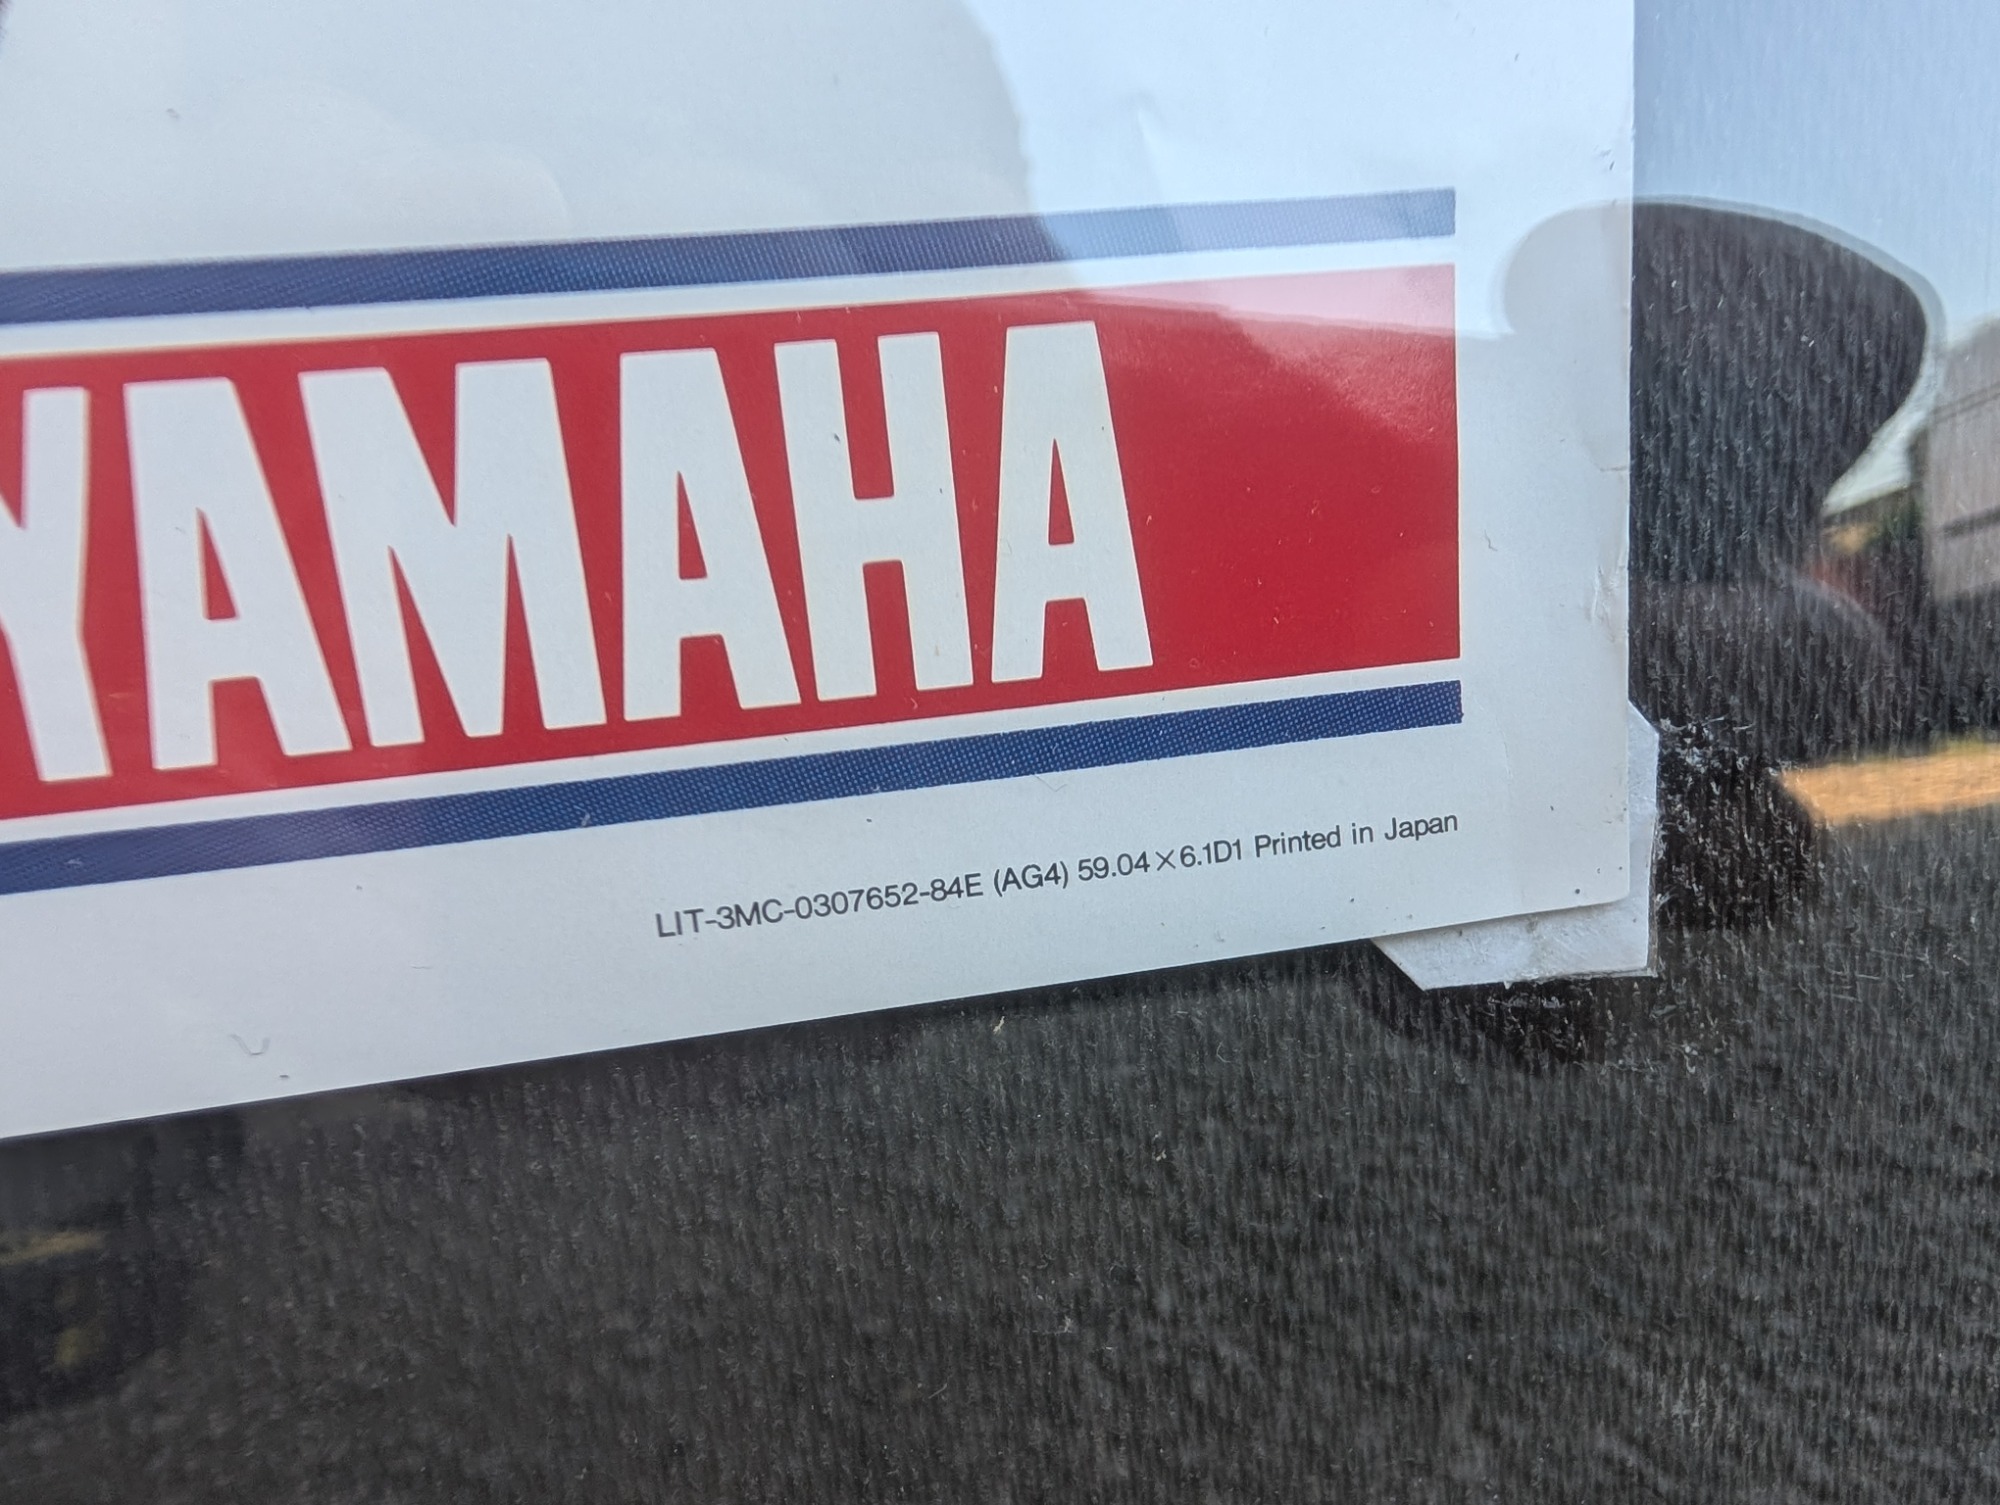 YAMAHA
LIT-3MC-0307652-84E (AG4) 59.04×6.1D1 Printed in Japan